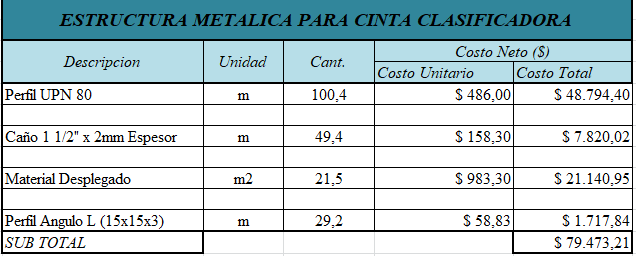 ESTRUCTURA METALICA PARA CINTA CLASIFICADORA
Descripcion Unidad Cant. Costo Neto ($)
Costo Unitario Costo Total
Perfil UPN 80 m 100,4 $ 486,00 $ 48.794,40
Caño 1 1/2" x 2mm Espesor m 49,4 $ 158,30 $ 7.820,02
Material Desplegado m2 21,5 $ 983,30 $ 21.140,95
Perfil Angulo L (15x15x3) m 29,2 $ 58,83 $ 1.717,84
SUB TOTAL $ 79.473,21